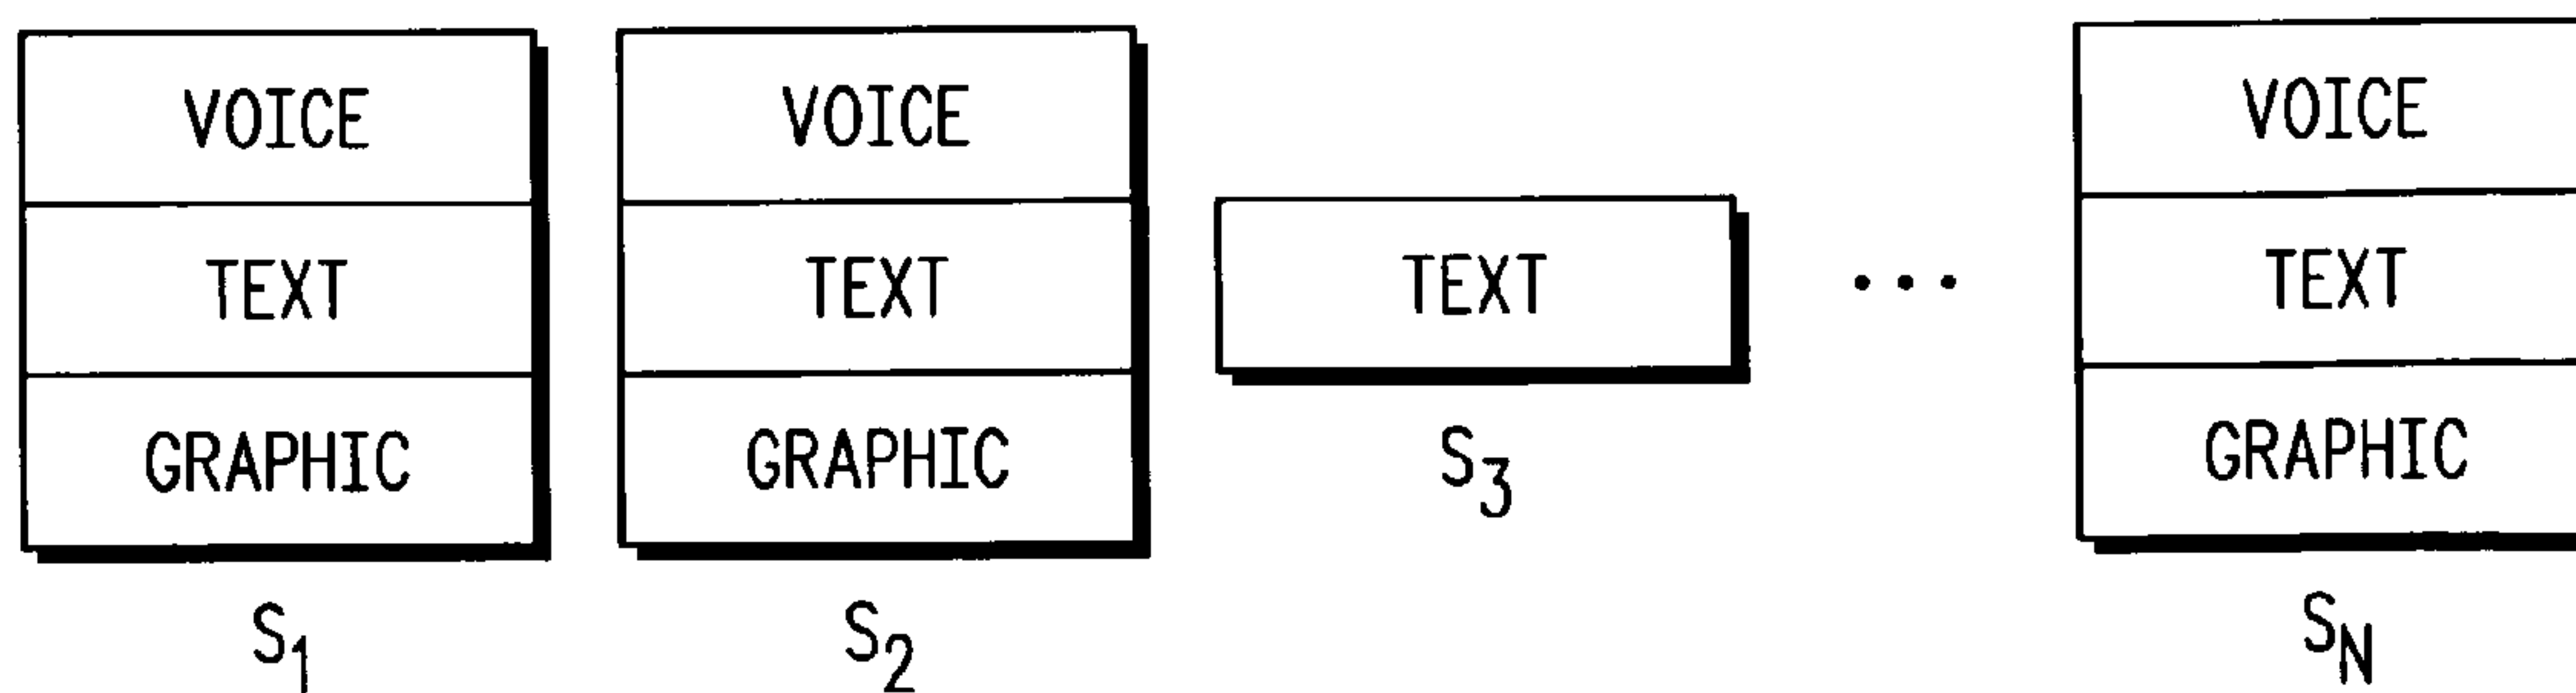 VOICE
TEXT
GRAPHIC
S1
VOICE
TEXT
GRAPHIC
S2
TEXT
S3
...
VOICE
TEXT
GRAPHIC
SN